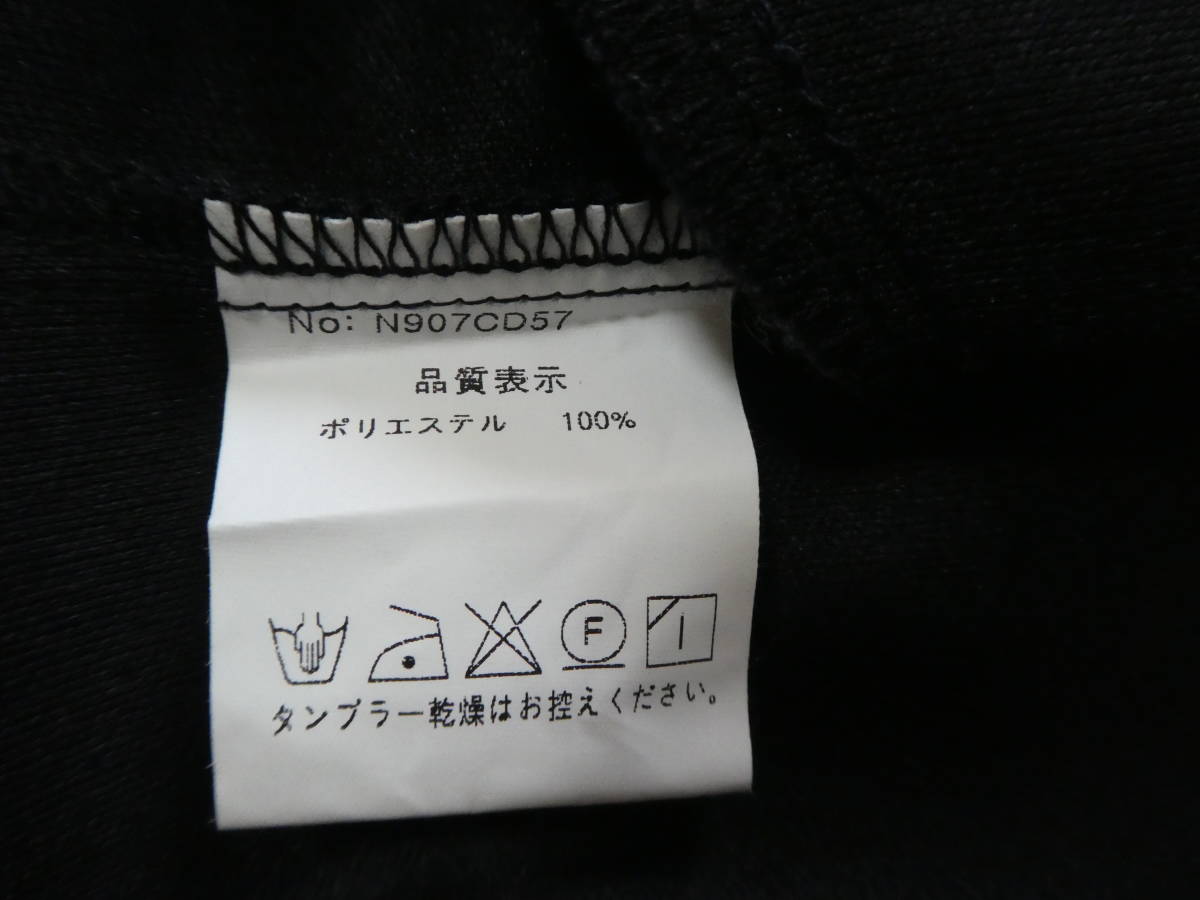 No: N907CD57
品質表示
ポリエステル 100%
F
タンブラー乾燥はお控えください。